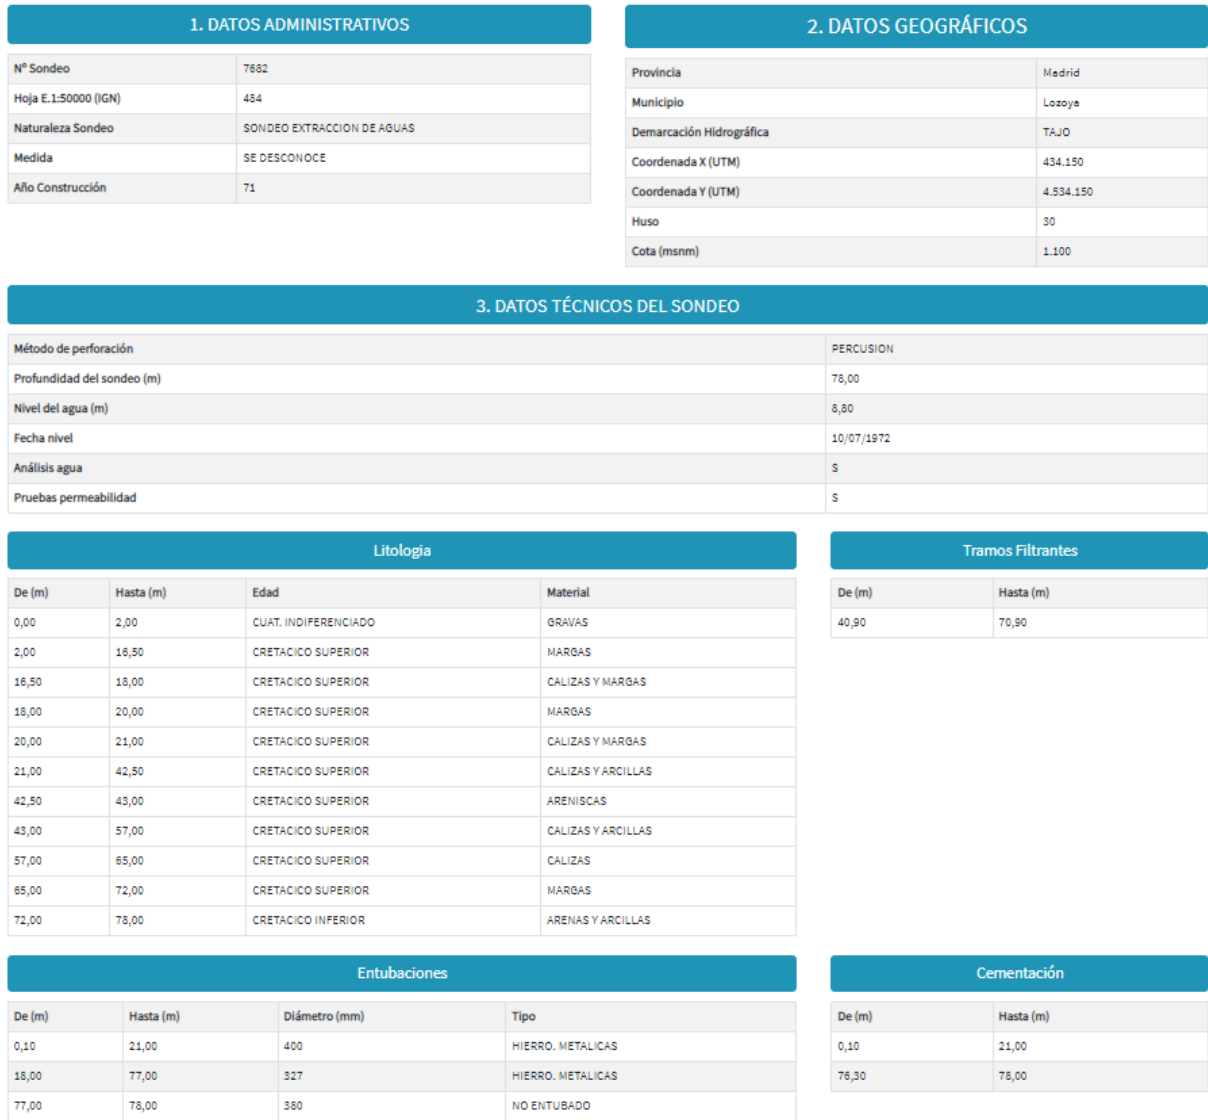 1. DATOS ADMINISTRATIVOS
Nº Sondeo 7682
Hoja E.1:50000 (IGN) 484
Naturaleza Sondeo SONDEO EXTRACCION DE AGUAS
Medida SE DESCONOCE
Año Construcción 71
2. DATOS GEOGRÁFICOS
Provincia Madrid
Municipio Lozoya
Demarcación Hidrográfica TAJO
Coordenada X (UTM) 434.150
Coordenada Y (UTM) 4.534.150
Huso 30
Cota (msnm) 1.100
3. DATOS TÉCNICOS DEL SONDEO
Método de perforación PERCUSION
Profundidad del sondeo (m) 78,00
Nivel del agua (m) 8,80
Fecha nivel 10/07/1972
Análisis agua S
Pruebas permeabilidad S
Litologia
De (m) Hasta (m) Edad Material
0,00 2,00 CUAT. INDIFERENCIADO GRAVAS
2,00 16,50 CRETACICO SUPERIOR MARGAS
16,50 18,00 CRETACICO SUPERIOR CALIZAS Y MARGAS
18,00 20,00 CRETACICO SUPERIOR MARGAS
20,00 21,00 CRETACICO SUPERIOR CALIZAS Y MARGAS
21,00 42,50 CRETACICO SUPERIOR CALIZAS Y ARCILLAS
42,50 43,00 CRETACICO SUPERIOR ARENISCAS
43,00 57,00 CRETACICO SUPERIOR CALIZAS Y ARCILLAS
57,00 65,00 CRETACICO SUPERIOR CALIZAS
65,00 72,00 CRETACICO SUPERIOR MARGAS
72,00 78,00 CRETACICO INFERIOR ARENAS Y ARCILLAS
Tramos Filtrantes
De (m) Hasta (m)
40,90 70,90
Entubaciones
De (m) Hasta (m) Diámetro (mm) Tipo
0,10 21,00 400 HIERRO. METALICAS
18,00 77,00 327 HIERRO. METALICAS
77,00 78,00 380 NO ENTUBADO
Cementación
De (m) Hasta (m)
0,10 21,00
76,30 78,00